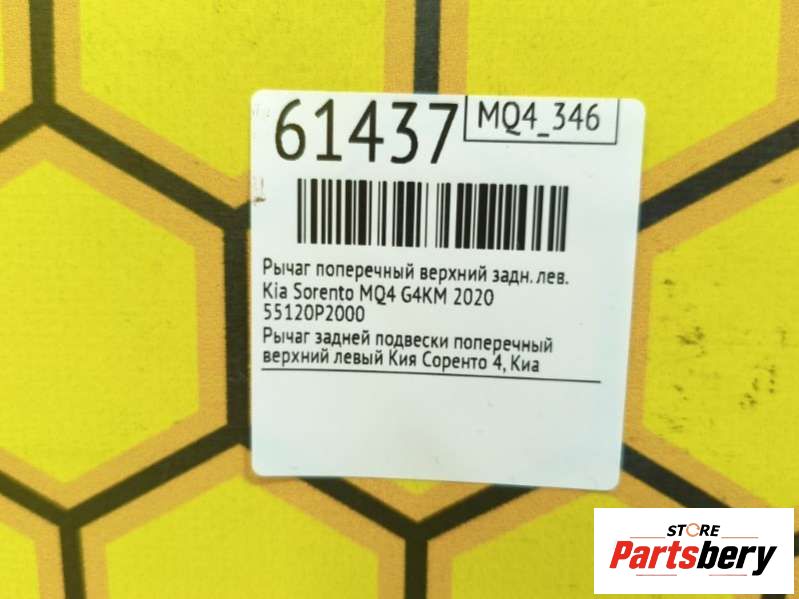 61437
MQ4_346
Рычаг поперечный верхний задн. лев.
Kia Sorento MQ4 G4KM 2020
55120P2000
Рычаг задней подвески поперечный
верхний левый Кия Соренто 4, Киа
STORE
Partsbery